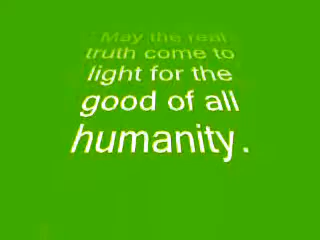 May the real
truth come to
light for the
good of all
humanity.